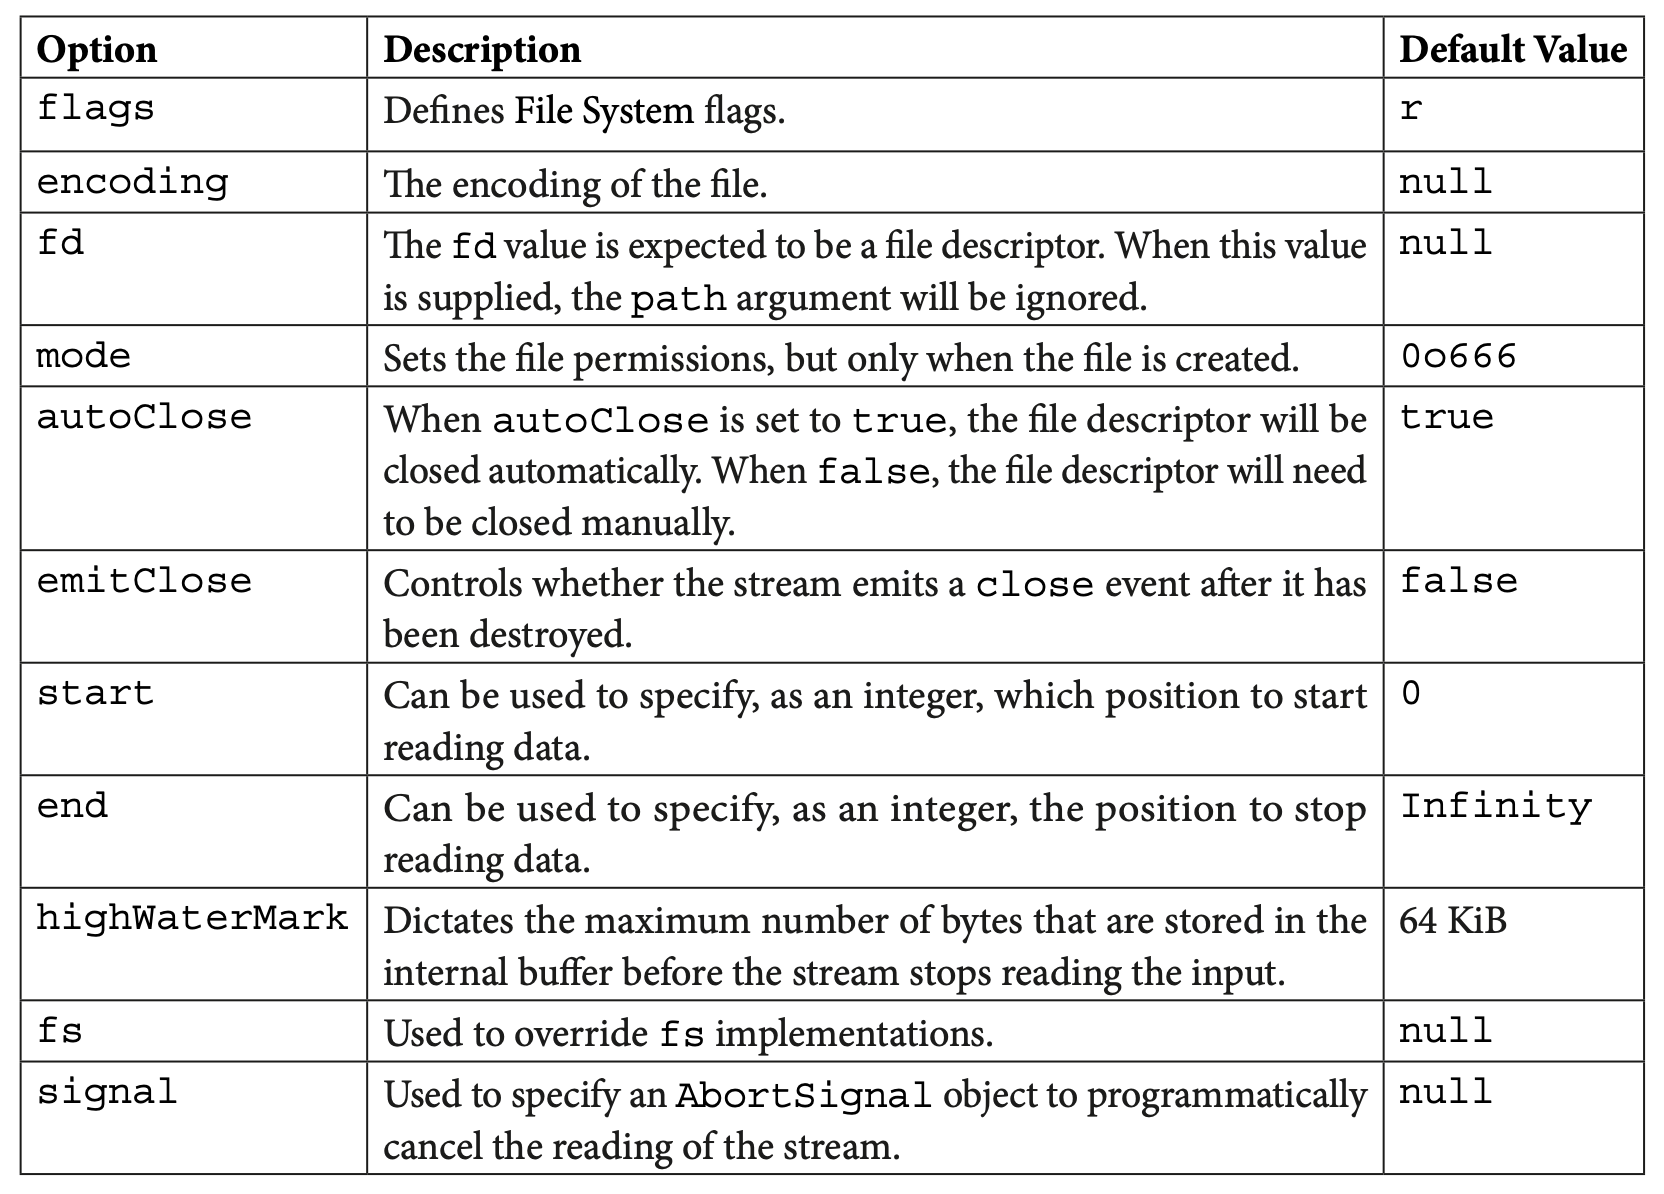 Option Description Default Value
flags Defines File System flags. r
encoding The encoding of the file. null
fd The fd value is expected to be a file descriptor. When this value null
is supplied, the path argument will be ignored.
mode Sets the file permissions, but only when the file is created. 0o666
autoClose When autoClose is set to true, the file descriptor will be true
closed automatically. When false, the file descriptor will need
to be closed manually.
emitClose Controls whether the stream emits a close event after it has false
been destroyed.
start Can be used to specify, as an integer, which position to start 0
reading data.
end Can be used to specify, as an integer, the position to stop Infinity
reading data.
highWaterMark Dictates the maximum number of bytes that are stored in the 64 KiB
internal buffer before the stream stops reading the input.
fs Used to override fs implementations. null
signal Used to specify an AbortSignal object to programmatically null
cancel the reading of the stream.